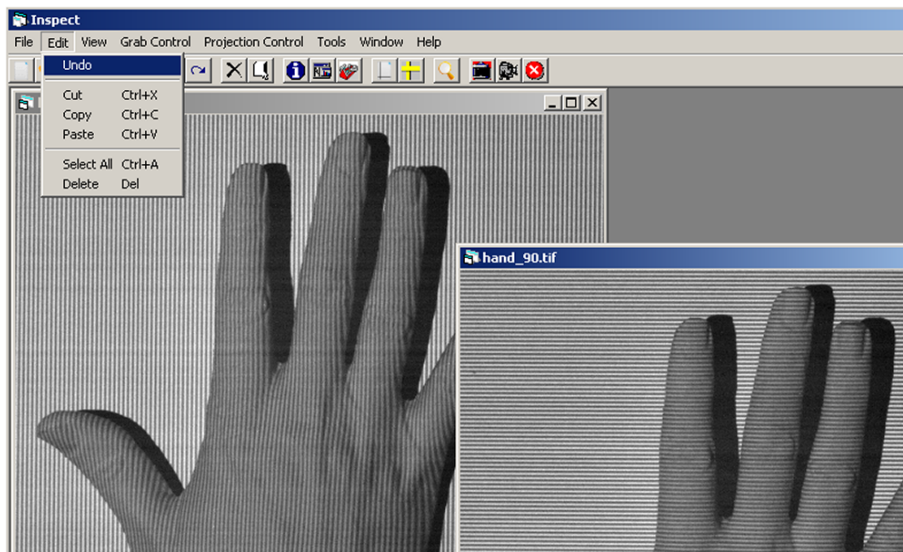 Inspect
File Edit View Grab Control Projection Control Tools Window Help
Undo
Cut Ctrl+X
Copy Ctrl+C
Paste Ctrl+V
Select All Ctrl+A
Delete Del
hand_90.tif